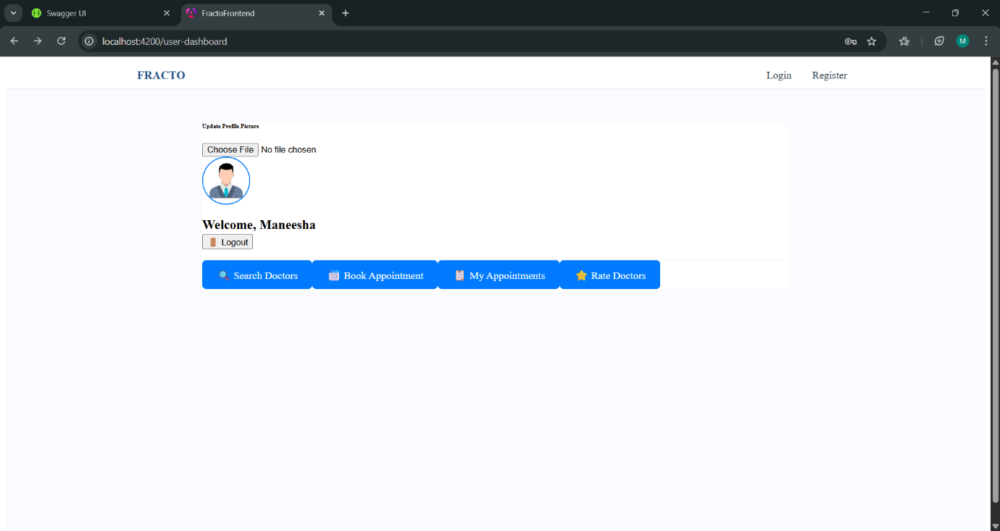 Swagger UI
FractoFrontend
localhost:4200/user-dashboard
M
FRACTO
Login
Register
Update Profile Picture
Choose File No file chosen
Welcome, Maneesha
Logout
Search Doctors
Book Appointment
My Appointments
Rate Doctors